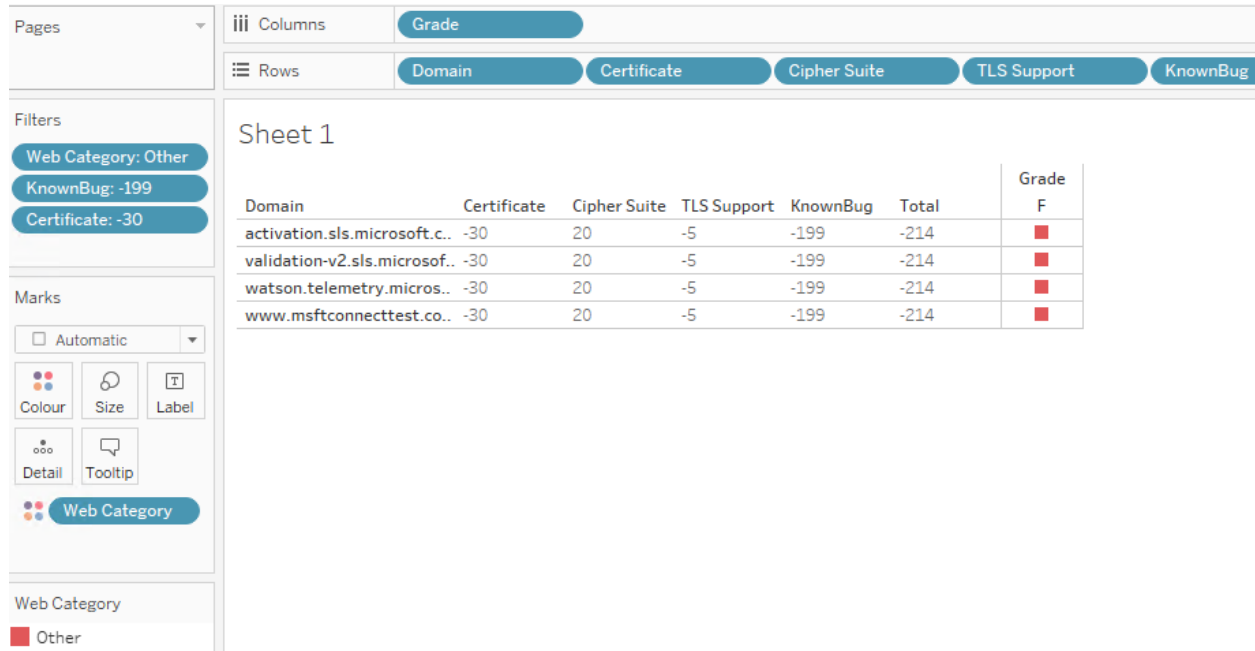 Pages
iii Columns Grade
Rows Domain Certificate Cipher Suite TLS Support KnownBug
Filters
Web Category: Other
KnownBug: -199
Certificate: -30
Sheet 1
Grade
Domain Certificate Cipher Suite TLS Support KnownBug Total F
activation.sls.microsoft.c.. -30 20 -5 -199 -214
validation-v2.sls.microsof.. -30 20 -5 -199 -214
watson.telemetry.micros.. -30 20 -5 -199 -214
www.msftconnecttest.co.. -30 20 -5 -199 -214
Marks
Automatic
Colour Size Label
Detail Tooltip
Web Category
Web Category
Other